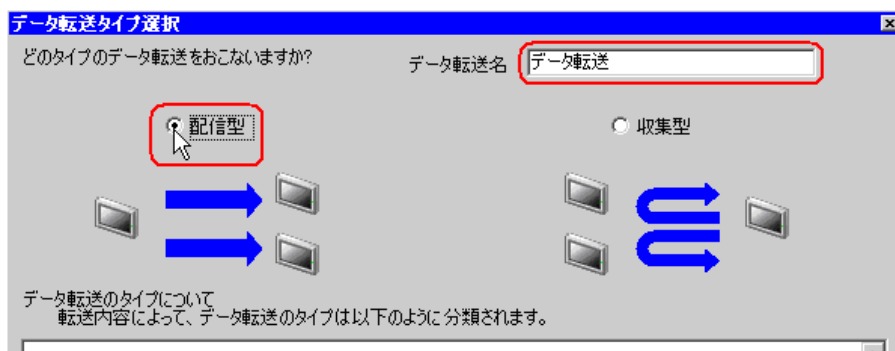 データ転送タイプ選択
どのタイプのデータ転送をおこないますか?
データ転送名 データ転送
配信型
収集型
データ転送のタイプについて
転送内容によって、データ転送のタイプは以下のように分類されます。